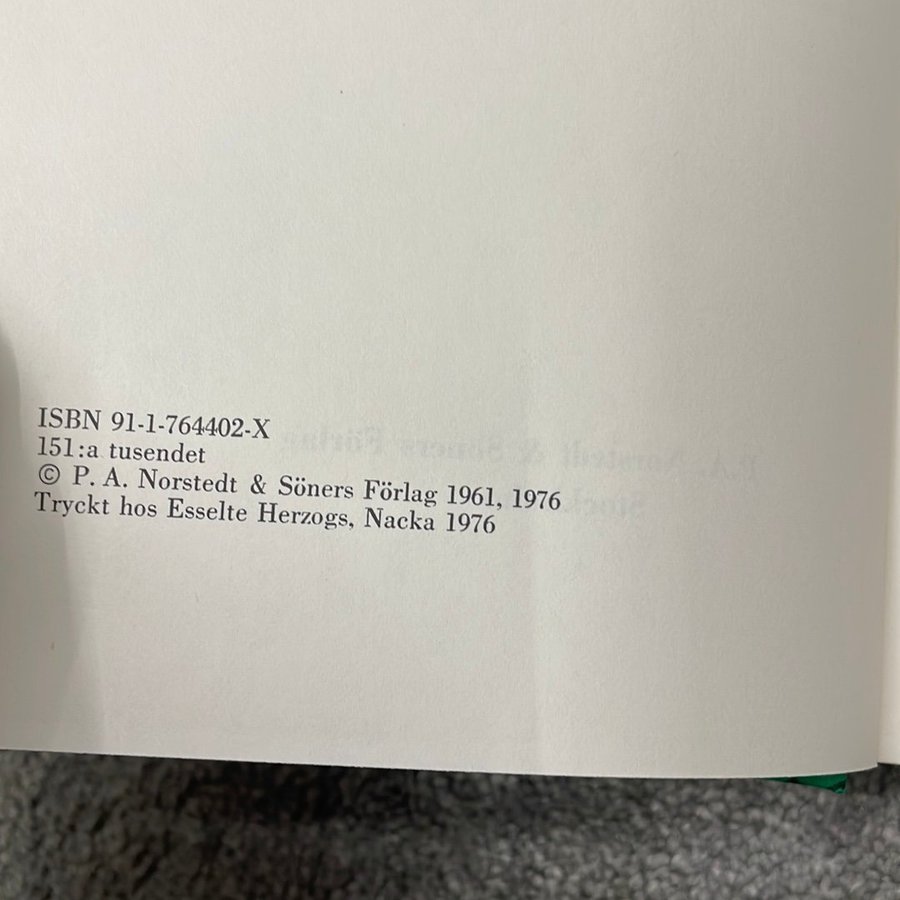 ISBN 91-1-764402-X
151:a tusendet
© P. A. Norstedt & Söners Förlag 1961, 1976
Tryckt hos Esselte Herzogs, Nacka 1976